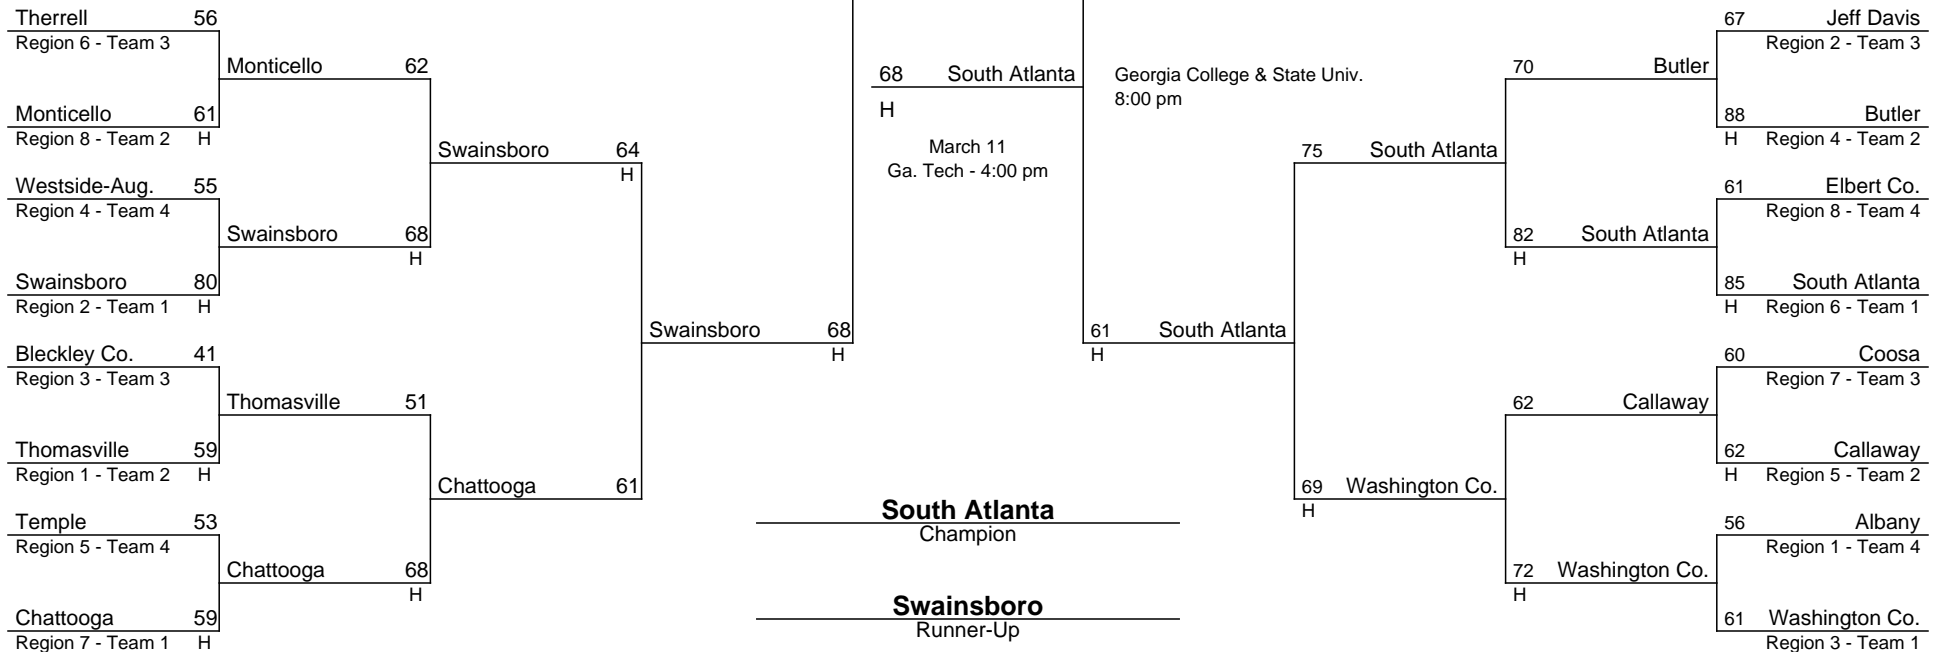 Therrell 56
Region 6 - Team 3
Monticello 62
Monticello 61
Region 8 - Team 2 H
Swainsboro 64
H
Westside-Aug. 55
Region 4 - Team 4
Swainsboro 68
H
Swainsboro 80
Region 2 - Team 1 H
Swainsboro 68
H
Bleckley Co. 41
Region 3 - Team 3
Thomasville 51
Thomasville 59
Region 1 - Team 2 H
Chattooga 61
Temple 53
Region 5 - Team 4
Chattooga 68
H
Chattooga 59
Region 7 - Team 1 H
68 South Atlanta
H
March 11
Ga. Tech - 4:00 pm
Georgia College & State Univ.
8:00 pm
South Atlanta
Champion
Swainsboro
Runner-Up
67 Jeff Davis
Region 2 - Team 3
70 Butler
88 Butler
H Region 4 - Team 2
75 South Atlanta
61 Elbert Co.
Region 8 - Team 4
82 South Atlanta
H
85 South Atlanta
H Region 6 - Team 1
61 South Atlanta
H
60 Coosa
Region 7 - Team 3
62 Callaway
62 Callaway
H Region 5 - Team 2
69 Washington Co.
H
56 Albany
Region 1 - Team 4
72 Washington Co.
H
61 Washington Co.
Region 3 - Team 1